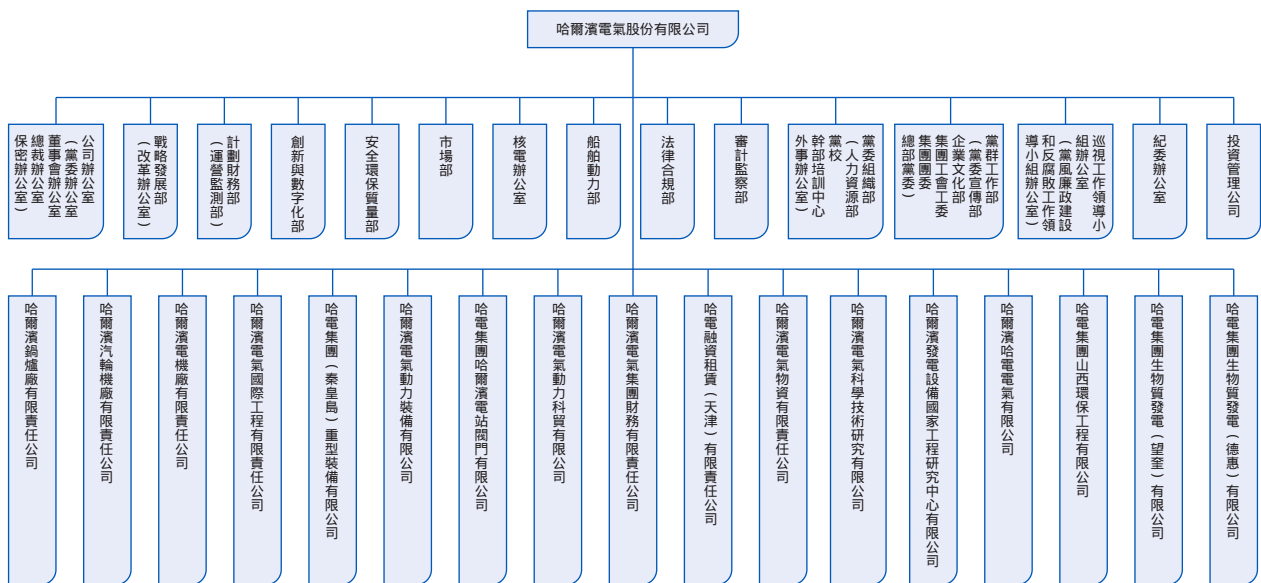 哈爾濱電氣股份有限公司
公司辦公室
（黨委辦公室
董事會辦公室
總裁辦公室
保密辦公室）
戰略發展部
（改革辦公室）
計劃財務部
（運營監測部）
創新與數字化部
安全環保質量部
市場部
核電辦公室
船舶動力部
法律合規部
審計監察部
黨委組織部
（人力資源部
黨校
幹部培訓中心
外事辦公室）
黨群工作部
（黨委宣傳部
企業文化部
集團工會工委
集團團委
總部黨委）
巡視工作領導小
組辦公室
（黨風廉政建設
和反腐敗工作領
導小組辦公室）
紀委辦公室
投資管理公司
哈爾濱鍋爐廠有限責任公司
哈爾濱汽輪機廠有限責任公司
哈爾濱電機廠有限責任公司
哈爾濱電氣國際工程有限責任公司
哈電集團（秦皇島）重型裝備有限公司
哈爾濱電氣動力裝備有限公司
哈電集團哈爾濱電站閥門有限公司
哈爾濱電氣動力科貿有限公司
哈爾濱電氣集團財務有限責任公司
哈電融資租賃（天津）有限責任公司
哈爾濱電氣物資有限責任公司
哈爾濱電氣科學技術研究有限公司
哈爾濱發電設備國家工程研究中心有限公司
哈爾濱哈電電氣有限公司
哈電集團山西環保工程有限公司
哈電集團生物質發電（望奎）有限公司
哈電集團生物質發電（德惠）有限公司